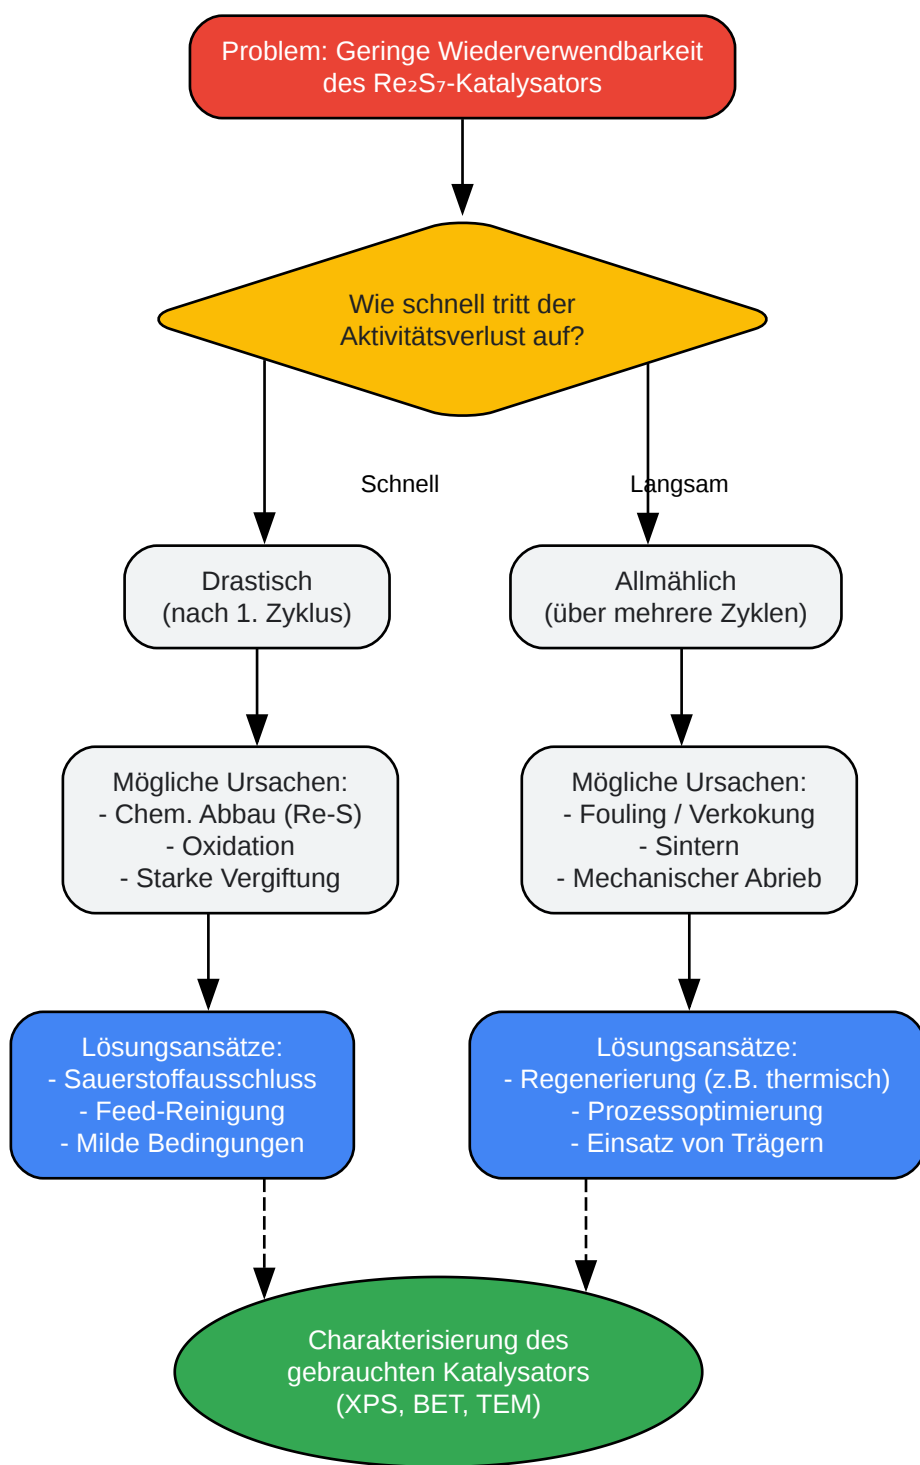 Problem: Geringe Wiederverwendbarkeit
des Re₂S₇-Katalysators
Wie schnell tritt der
Aktivitätsverlust auf?
Schnell
Langsam
Drastisch
(nach 1. Zyklus)
Allmählich
(über mehrere Zyklen)
Mögliche Ursachen:
- Chem. Abbau (Re-S)
- Oxidation
- Starke Vergiftung
Mögliche Ursachen:
- Fouling / Verkokung
- Sintern
- Mechanischer Abrieb
Lösungsansätze:
- Sauerstoffausschluss
- Feed-Reinigung
- Milde Bedingungen
Lösungsansätze:
- Regenerierung (z.B. thermisch)
- Prozessoptimierung
- Einsatz von Trägern
Charakterisierung des
gebrauchten Katalysators
(XPS, BET, TEM)